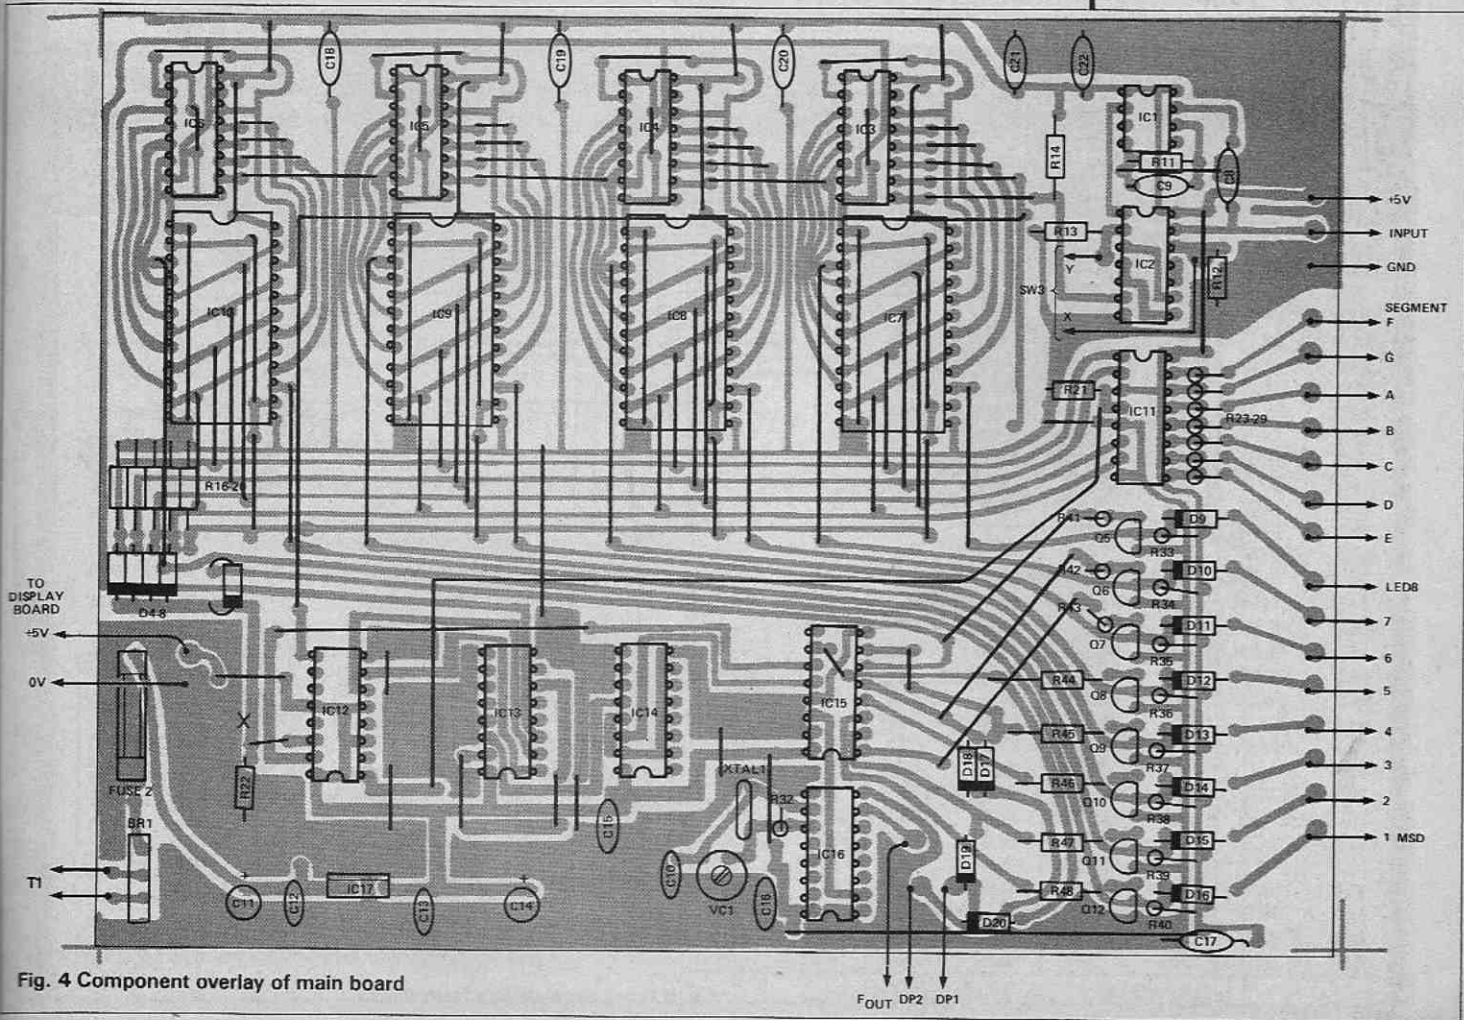 C18
C19
C20
C21
C22
IC6
IC5
IC4
IC3
IC1
R14
R11
C9
C8
+5V
R13
INPUT
Y
IC2
R12
GND
SW3
X
IC10
IC9
IC8
IC7
SEGMENT
F
G
R21
A
IC11
R23-29
B
C
R16-20
D
R41
D9
Q5
R33
E
R42
D10
TO
DISPLAY
BOARD
Q6
R34
LED8
D4-8
R43
D11
7
+5V
Q7
R35
6
0V
R44
D12
5
Q8
R36
IC12
IC13
IC14
IC15
X
R45
D13
4
Q9
R37
3
D18
D17
XTAL1
FUSE 2
R22
R46
D14
2
R32
Q10
R38
BR1
C15
R47
D15
1 MSD
D19
IC16
Q11
R39
T1
IC17
C10
R48
D16
+
C11
C12
C13
+
C14
VC1
C16
Q12
R40
D20
C17
Fig. 4 Component overlay of main board
FOUT DP2 DP1